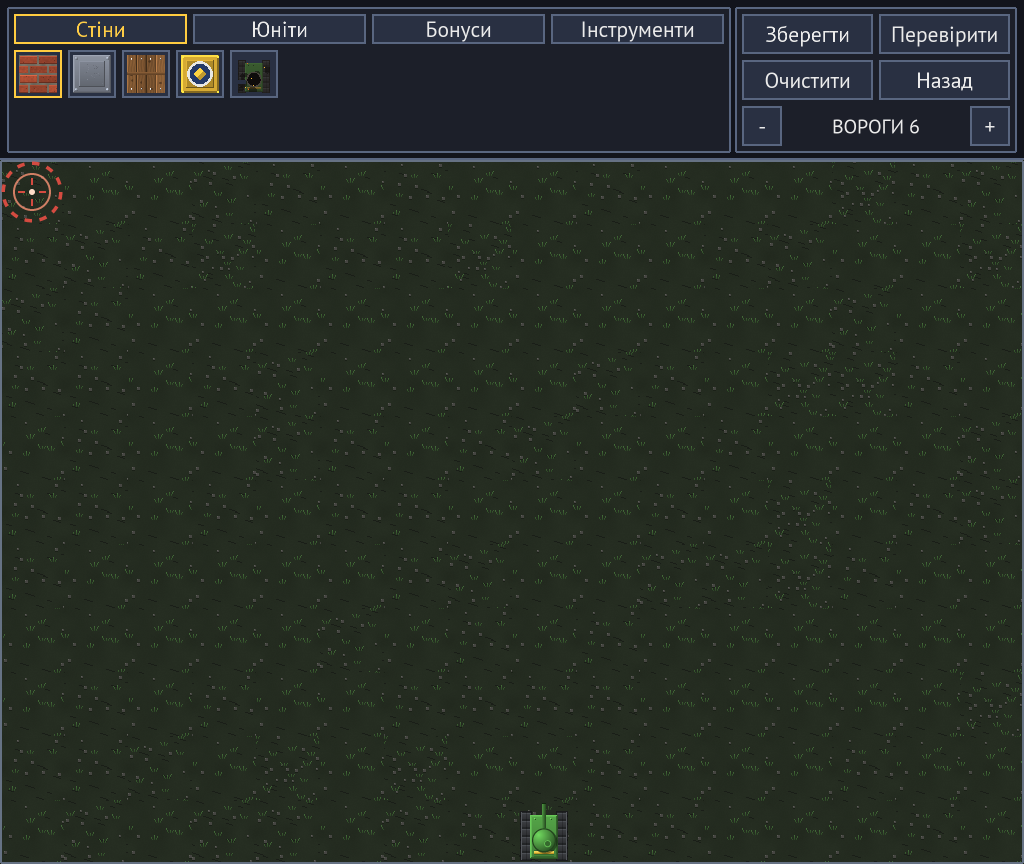 Стіни Юніти Бонуси Інструменти
Зберегти Перевірити
Очистити Назад
- ВОРОГИ 6 +